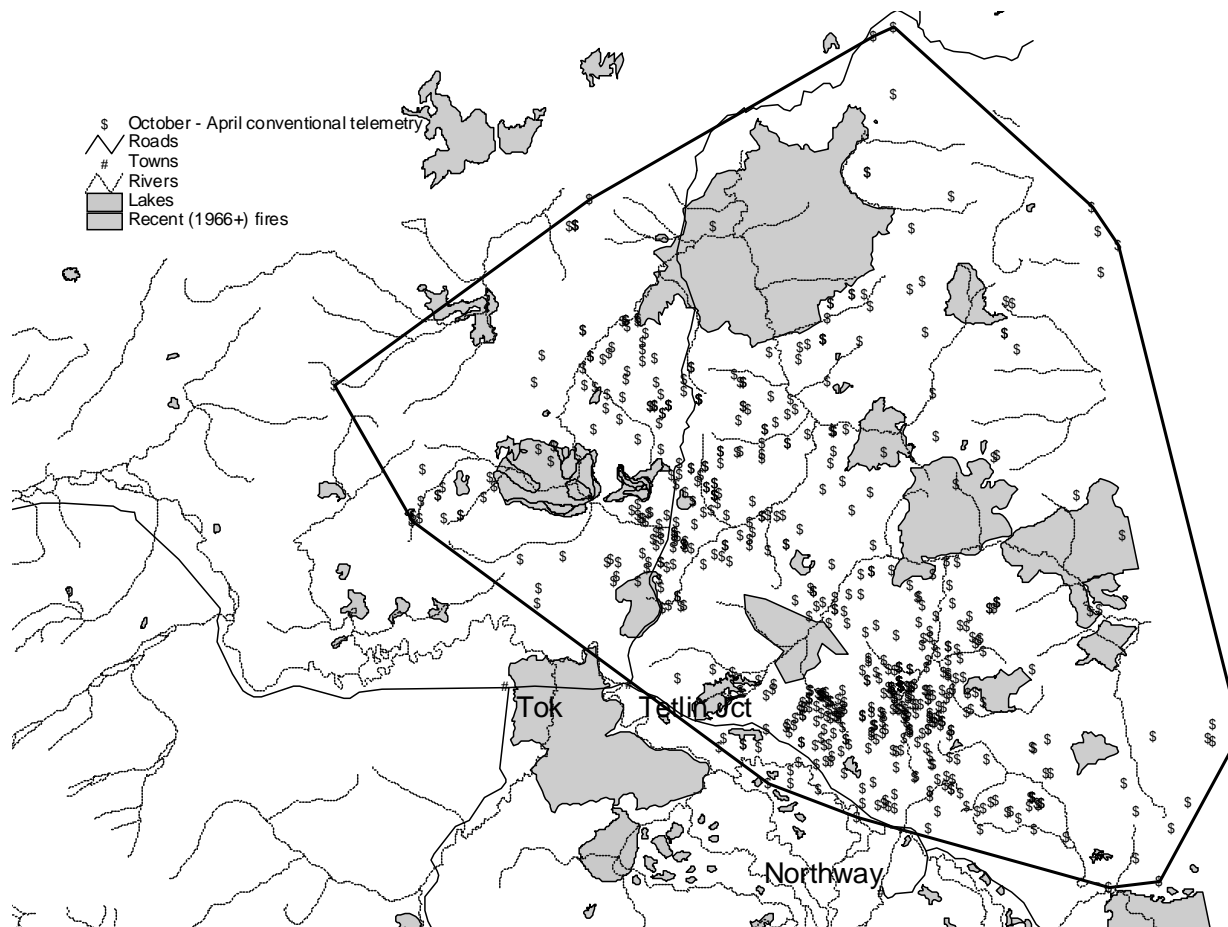 $ October - April conventional telemetry
Roads
# Towns
Rivers
Lakes
Recent (1966+) fires
Tok
Tetlin Jct
Northway